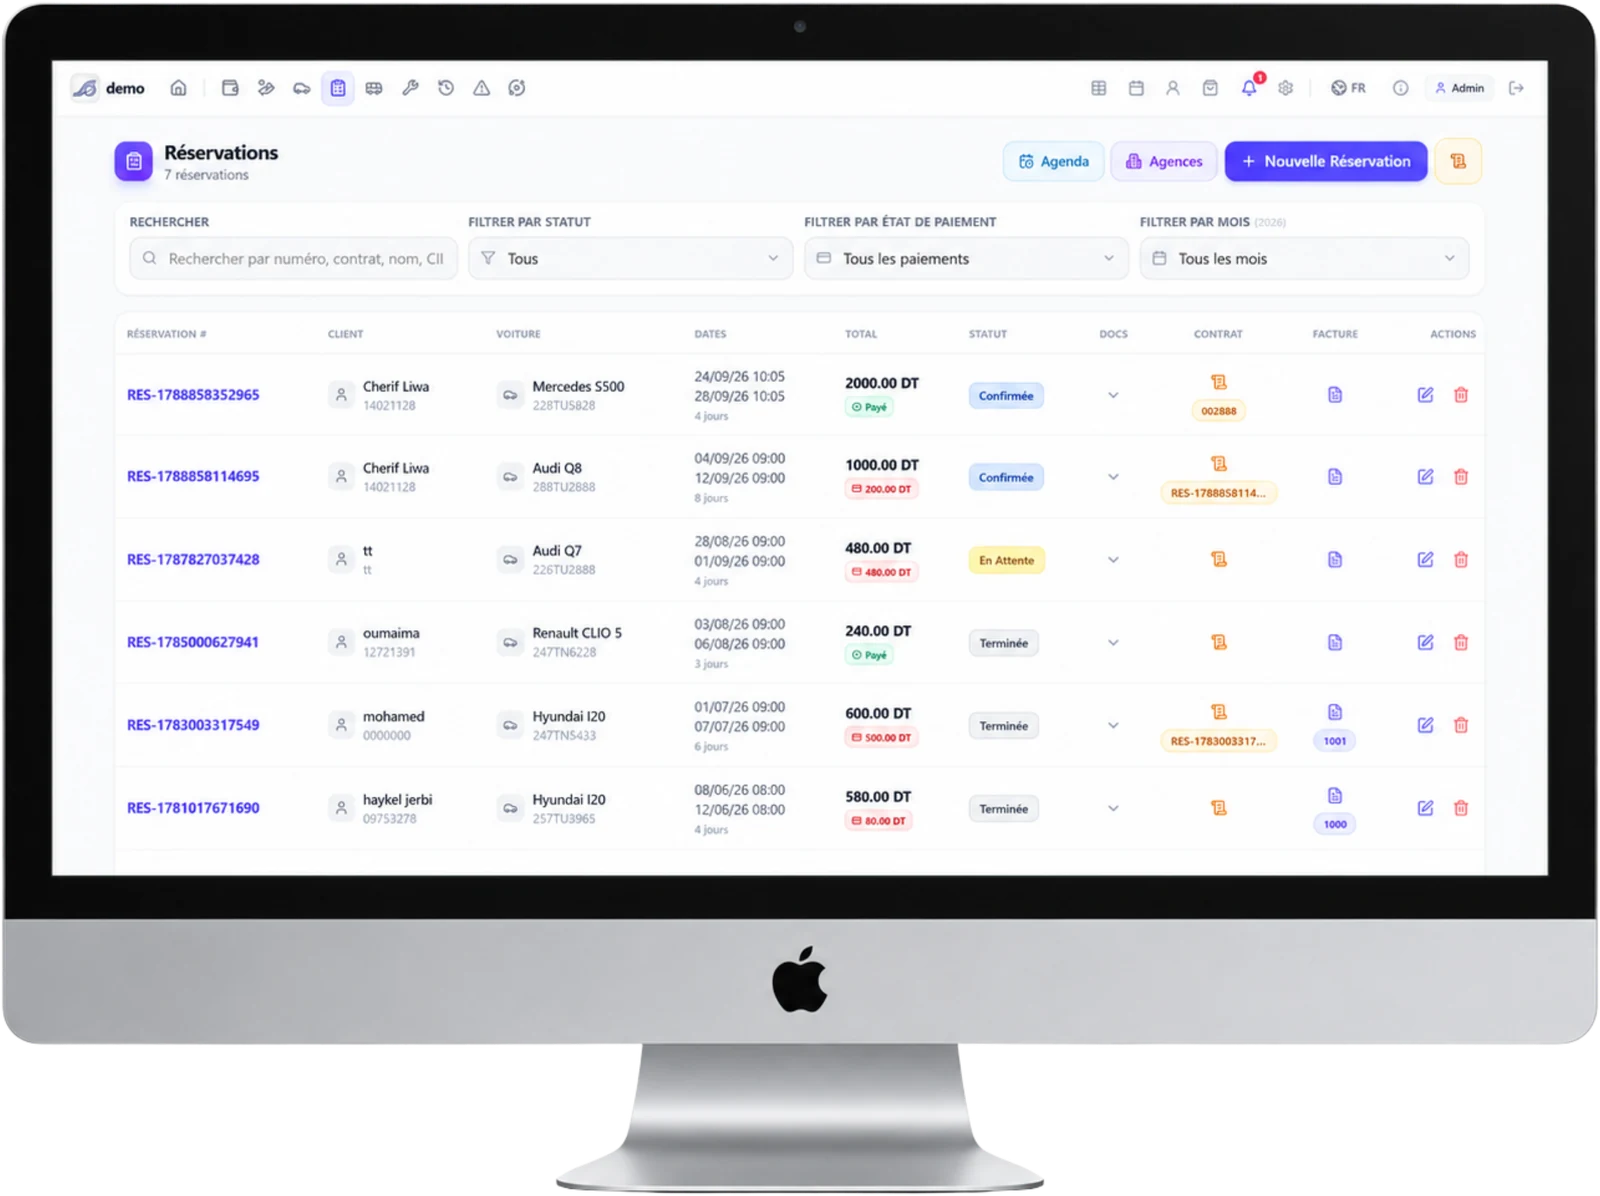 demo
1
FR
Admin
Réservations
7 réservations
Agenda
Agences
+ Nouvelle Réservation
RECHERCHER
FILTRER PAR STATUT
FILTRER PAR ÉTAT DE PAIEMENT
FILTRER PAR MOIS (2026)
Rechercher par numéro, contrat, nom, CII
Tous
Tous les paiements
Tous les mois
RÉSERVATION # CLIENT VOITURE DATES TOTAL STATUT DOCS CONTRAT FACTURE ACTIONS
RES-1788858352965
Cherif Liwa
14021128
Mercedes S500
228TU5828
24/09/26 10:05
28/09/26 10:05
4 jours
2000.00 DT
Payé
Confirmée
002888
RES-1788858114695
Cherif Liwa
14021128
Audi Q8
288TU2888
04/09/26 09:00
12/09/26 09:00
8 jours
1000.00 DT
200.00 DT
Confirmée
RES-1788858114...
RES-1787827037428
tt
tt
Audi Q7
226TU2888
28/08/26 09:00
01/09/26 09:00
4 jours
480.00 DT
480.00 DT
En Attente
RES-1785000627941
oumaima
12721391
Renault CLIO 5
247TN6228
03/08/26 09:00
06/08/26 09:00
3 jours
240.00 DT
Payé
Terminée
RES-1783003317549
mohamed
0000000
Hyundai I20
247TN5433
01/07/26 09:00
07/07/26 09:00
6 jours
600.00 DT
500.00 DT
Terminée
RES-1783003317...
1001
RES-1781017671690
haykel jerbi
09753278
Hyundai I20
257TU3965
08/06/26 08:00
12/06/26 08:00
4 jours
580.00 DT
80.00 DT
Terminée
1000